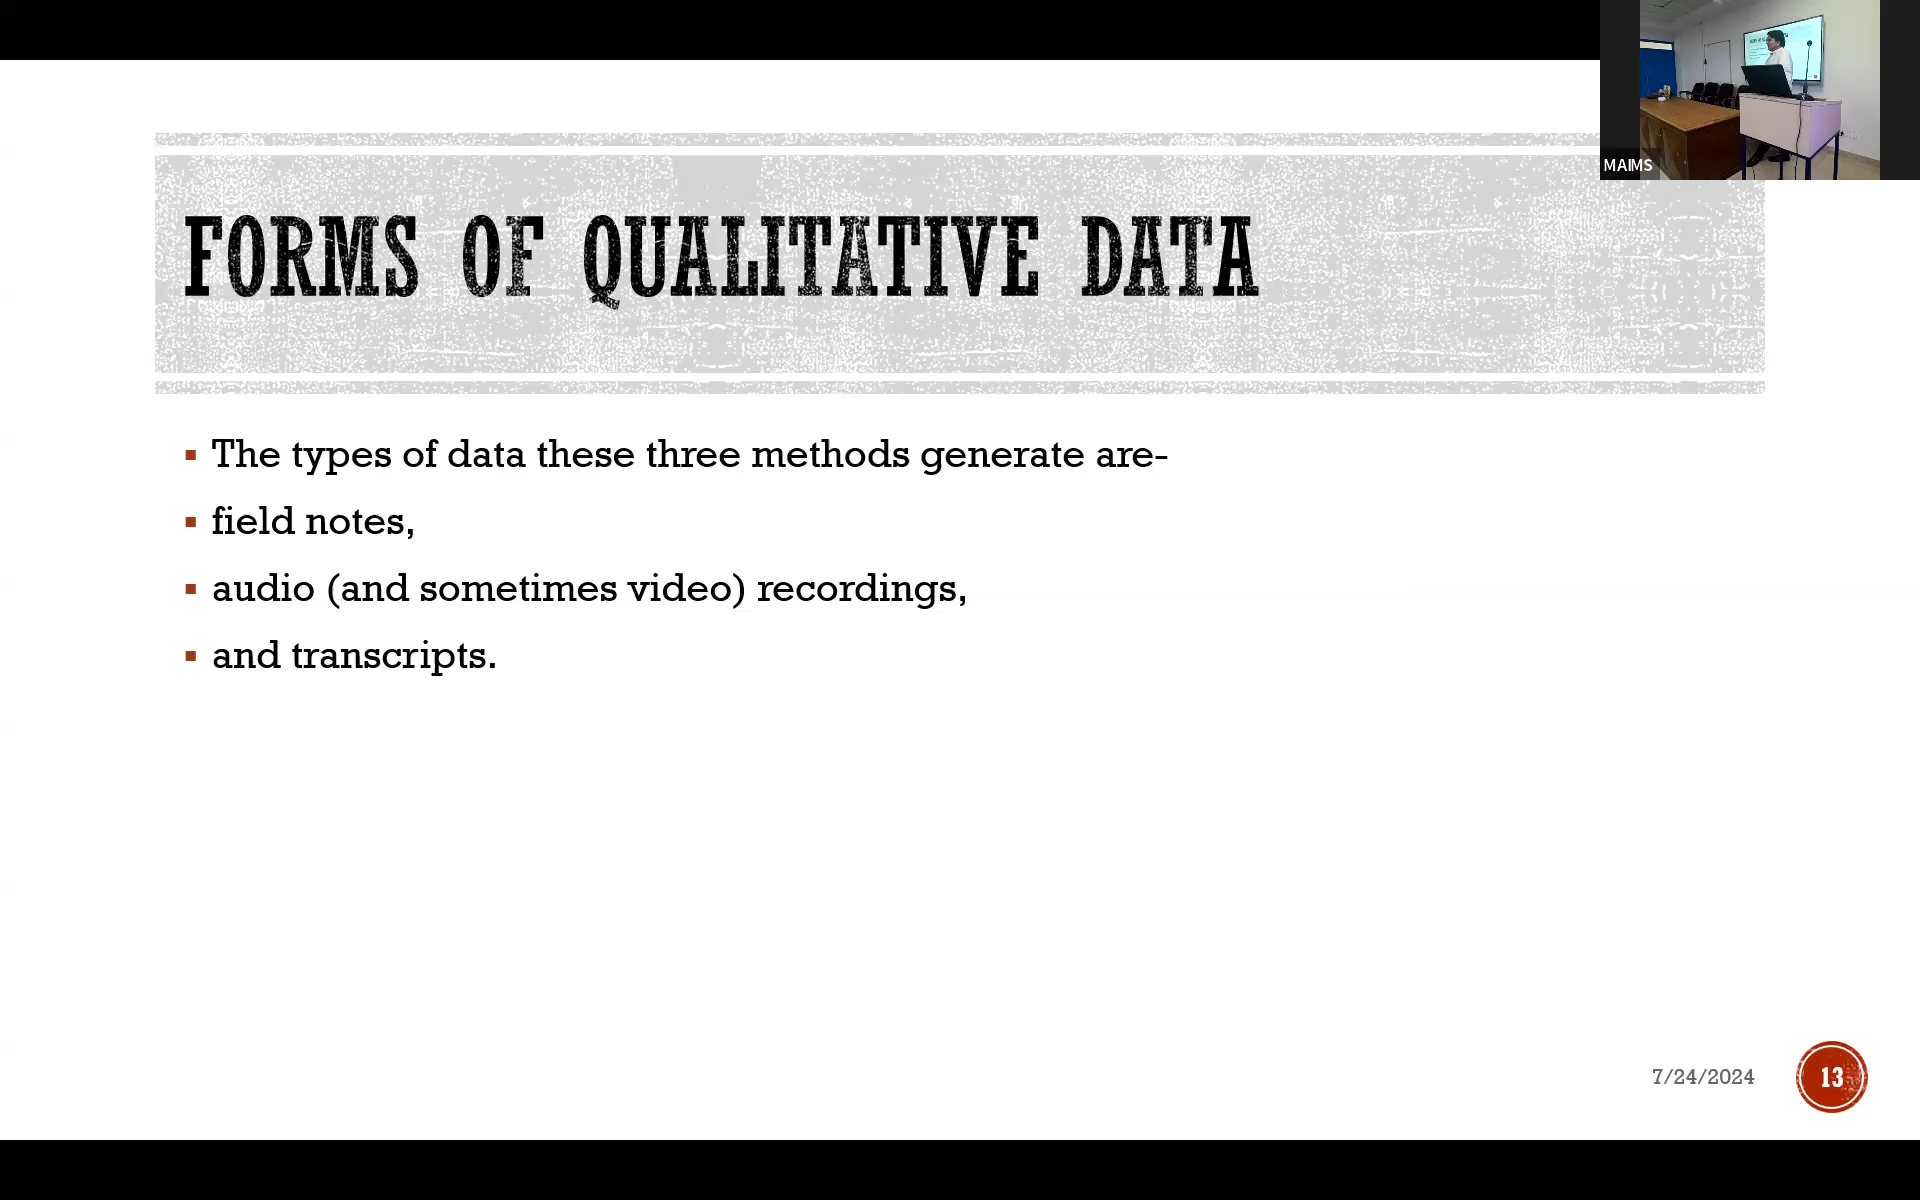 MAIMS
FORMS OF QUALITATIVE DATA
The types of data these three methods generate are-
field notes,
audio (and sometimes video) recordings,
and transcripts.
7/24/2024
13